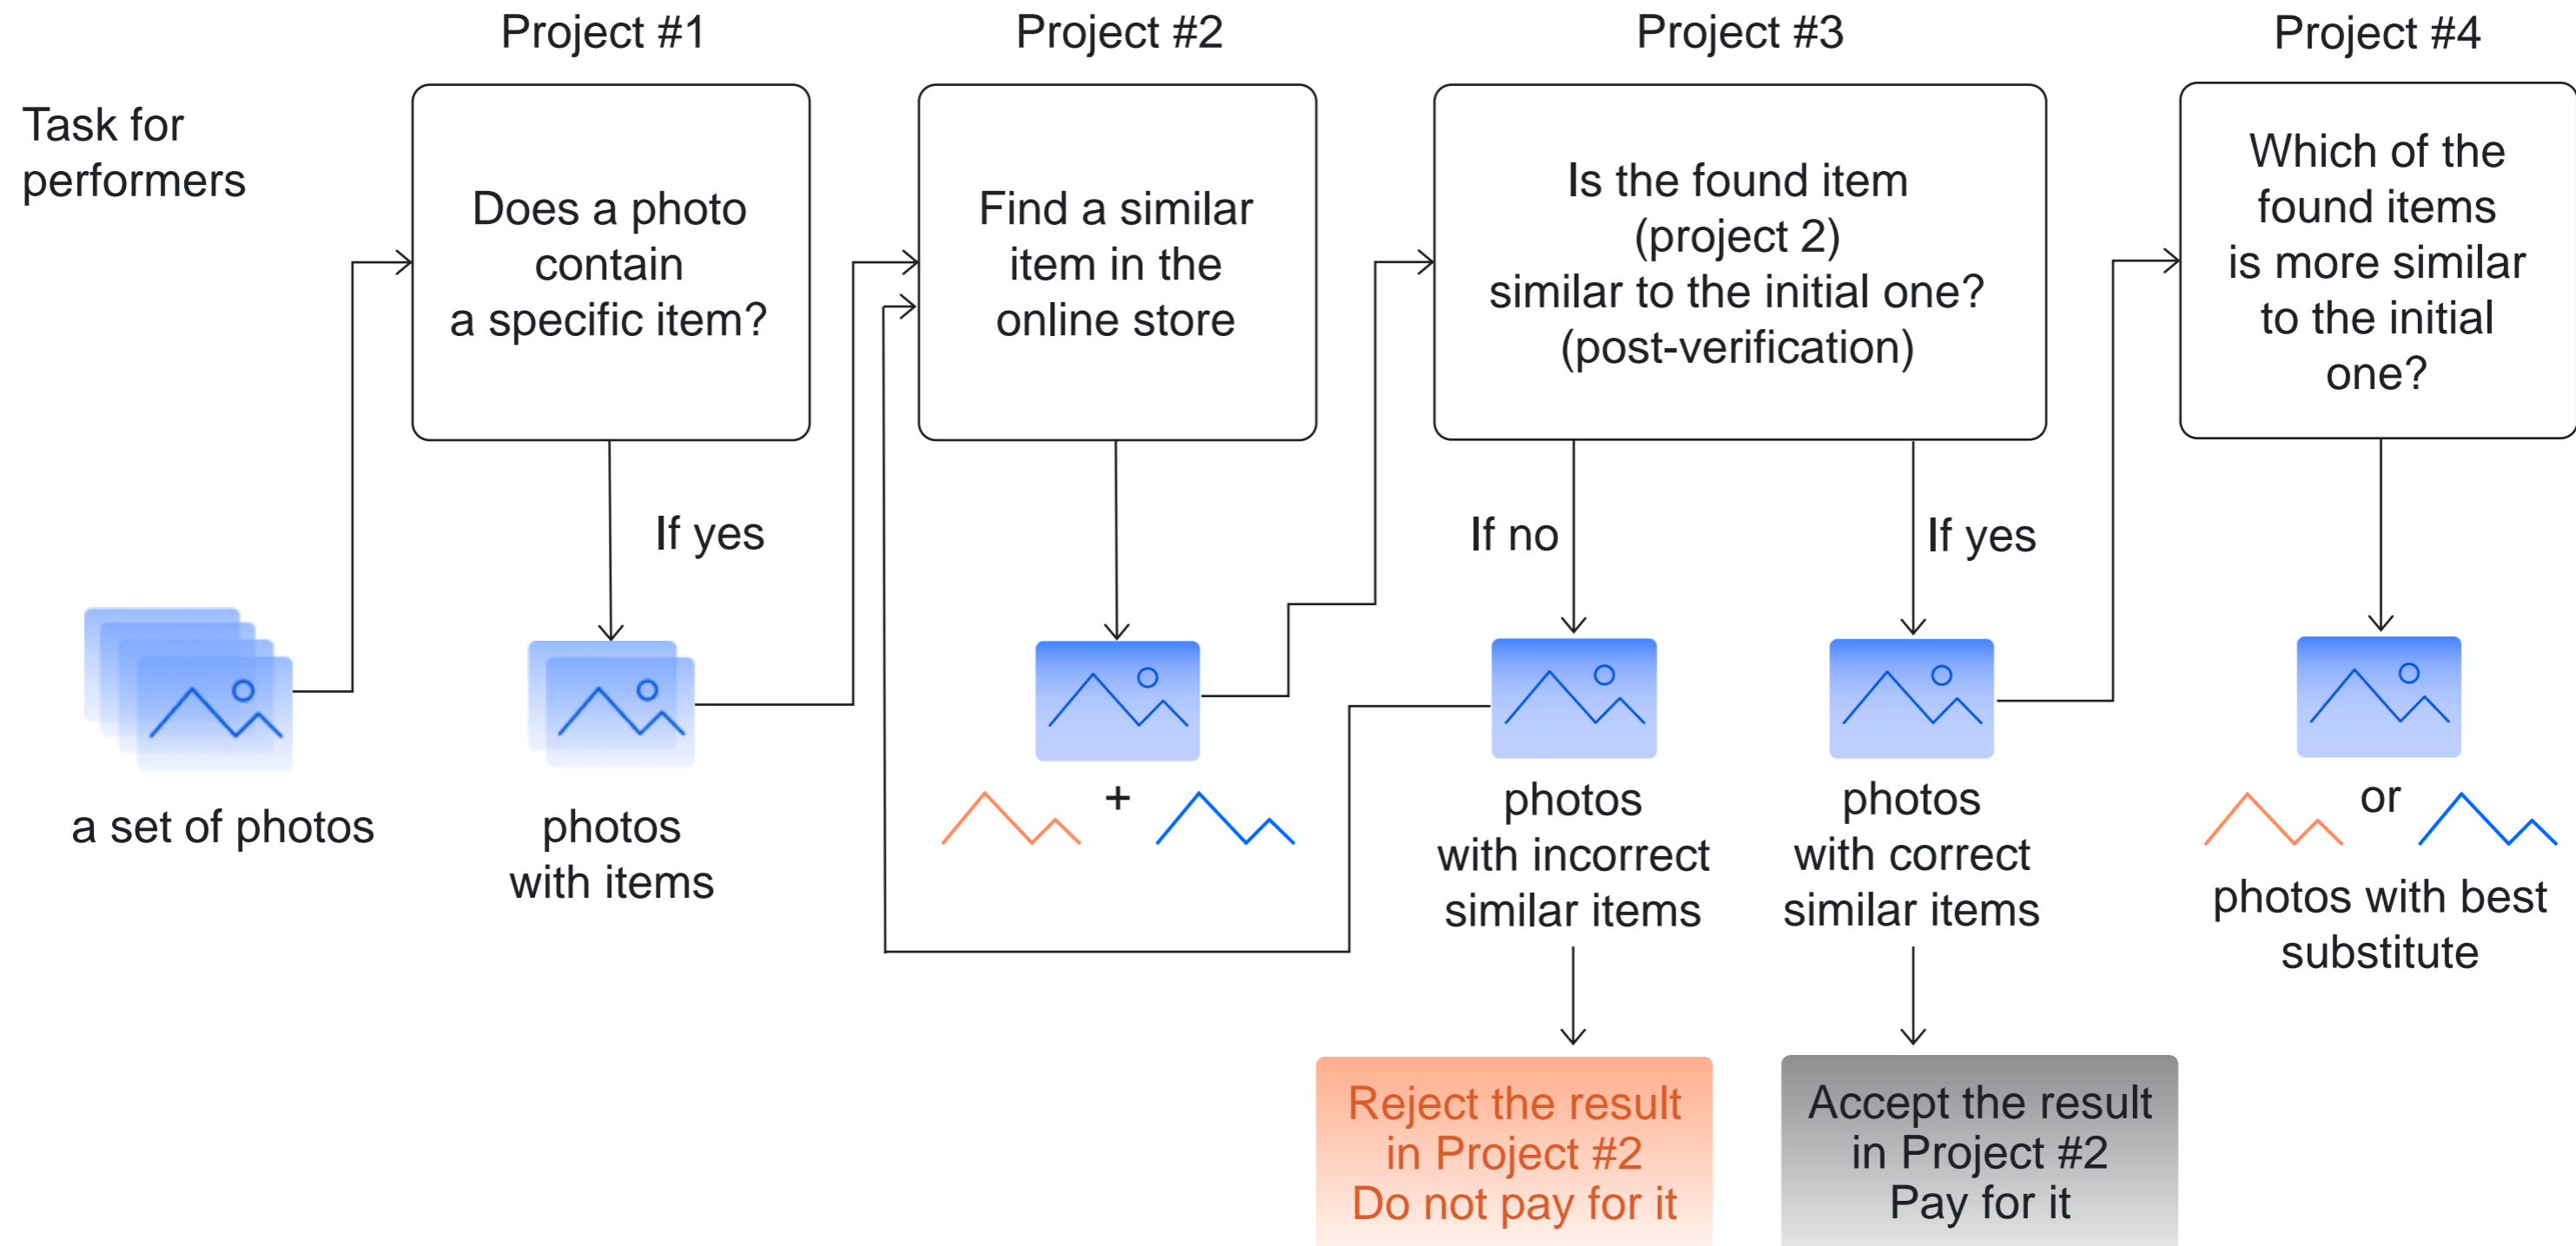 Project #1
Project #2
Project #3
Project #4
Task for
performers
Does a photo
contain
a specific item?
Find a similar
item in the
online store
Is the found item
(project 2)
similar to the initial one?
(post-verification)
Which of the
found items
is more similar
to the initial
one?
If yes
If no
If yes
a set of photos
photos
with items
+
photos
with incorrect
similar items
photos
with correct
similar items
or
photos with best
substitute
Reject the result
in Project #2
Do not pay for it
Accept the result
in Project #2
Pay for it